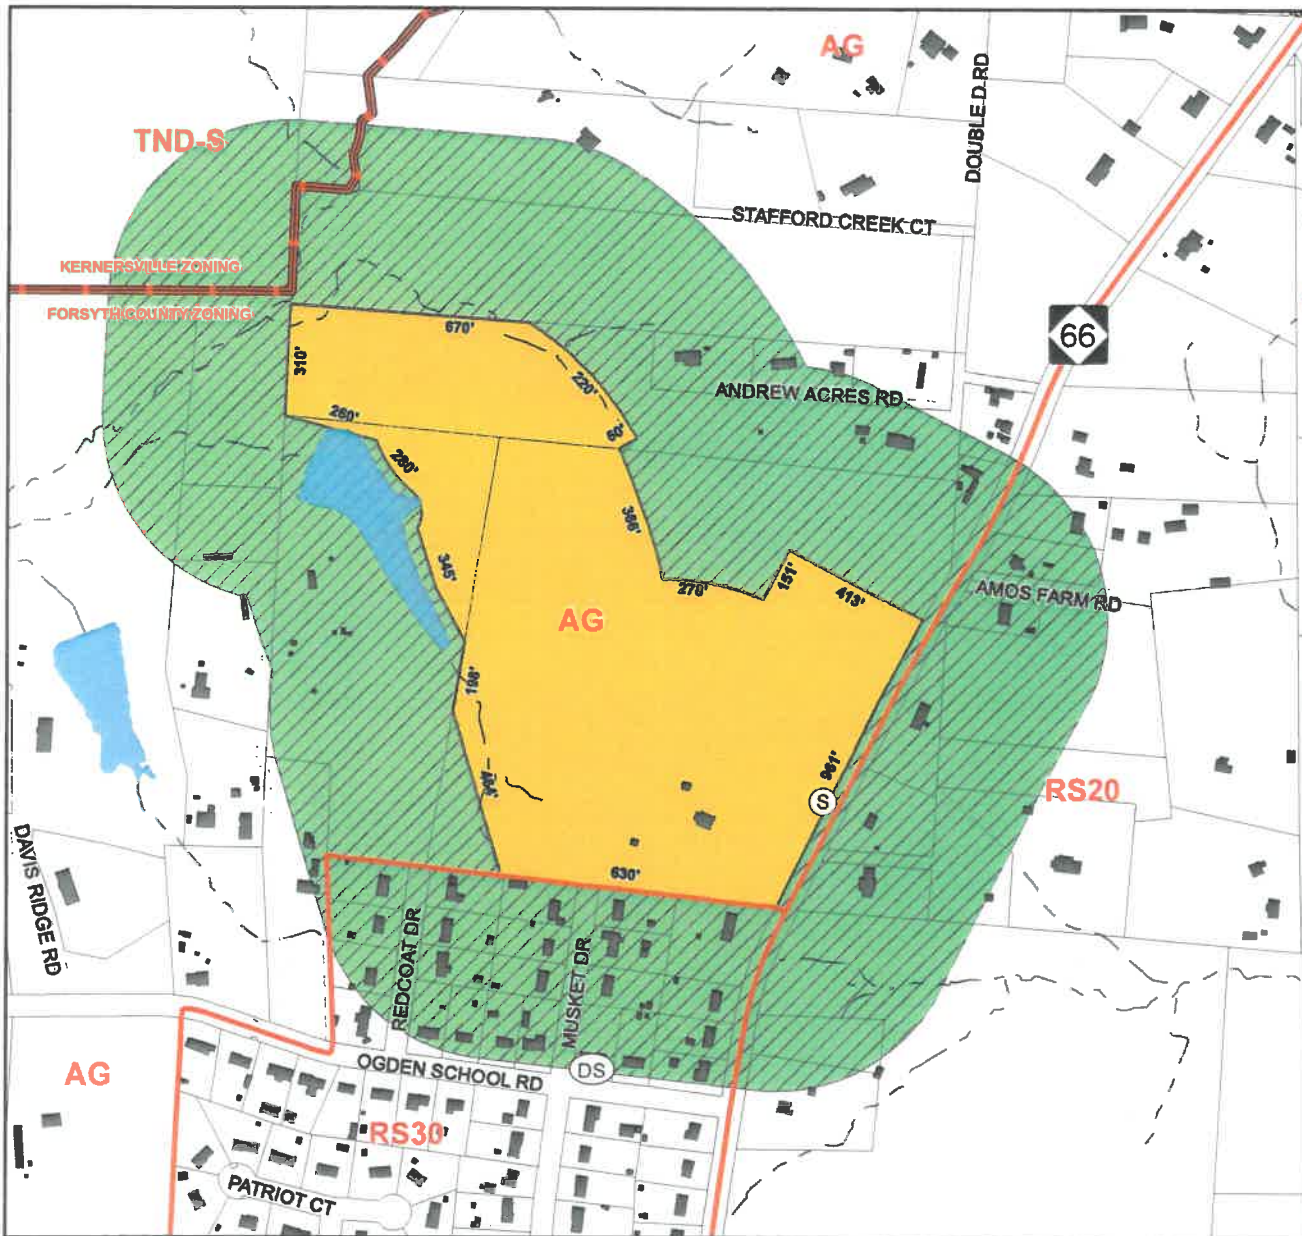 AG
TND-S
DOUBLE D RD
STAFFORD CREEK CT
KERNERSVILLE ZONING
FORSYTH COUNTY ZONING
66
670'
310'
220'
ANDREW ACRES RD
260'
60'
280'
366'
345'
270'
151'
413'
AMOS FARM RD
AG
198'
961'
S
RS20
630'
DAVIS RIDGE RD
REDCOAT DR
MUSKET DR
OGDEN SCHOOL RD
DS
AG
RS30
PATRIOT CT